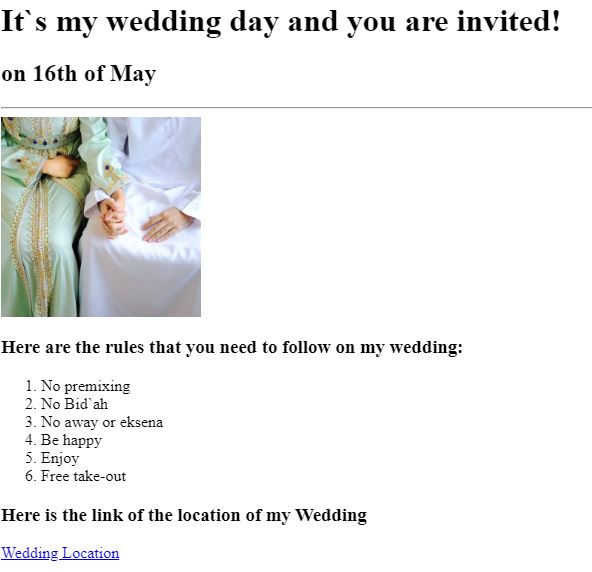 It`s my wedding day and you are invited!
on 16th of May
Here are the rules that you need to follow on my wedding:
1. No premixing
2. No Bid`ah
3. No away or eksena
4. Be happy
5. Enjoy
6. Free take-out
Here is the link of the location of my Wedding
Wedding Location